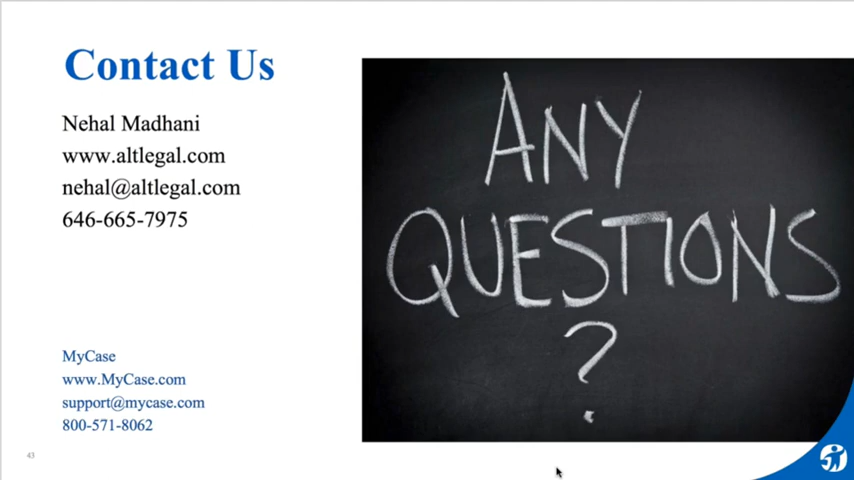 Contact Us
Nehal Madhani
www.altlegal.com
nehal@altlegal.com
646-665-7975
MyCase
www.MyCase.com
support@mycase.com
800-571-8062
43
ANY
QUESTIONS
?